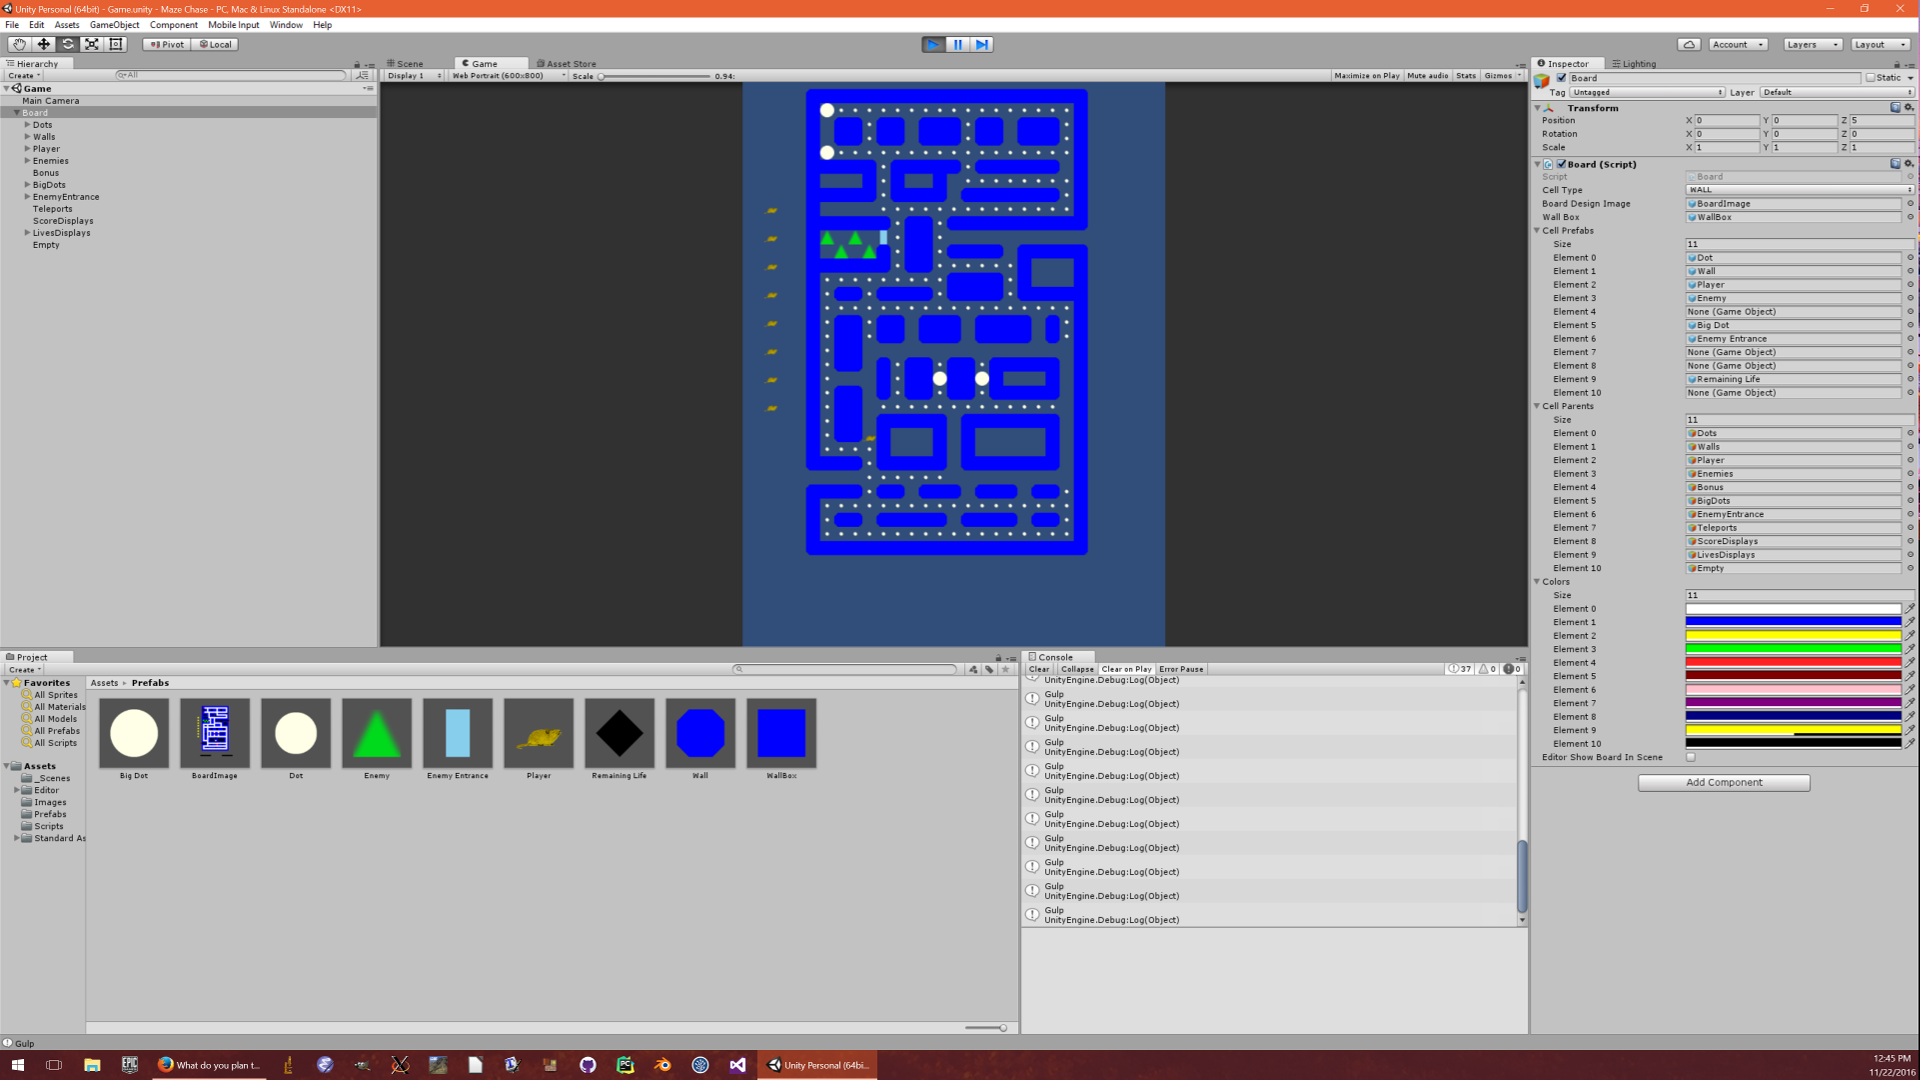 Unity Personal (64bit) - Game.unity - Maze Chase - PC, Mac & Linux Standalone <DX11>
File Edit Assets GameObject Component Mobile Input Window Help
Pivot Local Account Layers Layout
Hierarchy
Create All
Game
Main Camera
Board
Dots
Walls
Player
Enemies
Bonus
BigDots
EnemyEntrance
Teleports
ScoreDisplays
LivesDisplays
Empty
Scene Game Asset Store
Display 1 Web Portrait (600x800) Scale 0.94: Maximize on Play Mute audio Stats Gizmos
Inspector Lighting
Board Static
Tag Untagged Layer Default
Transform
Position X 0 Y 0 Z 5
Rotation X 0 Y 0 Z 0
Scale X 1 Y 1 Z 1
Board (Script)
Script Board
Cell Type WALL
Board Design Image BoardImage
Wall Box WallBox
Cell Prefabs
Size 11
Element 0 Dot
Element 1 Wall
Element 2 Player
Element 3 Enemy
Element 4 None (Game Object)
Element 5 Big Dot
Element 6 Enemy Entrance
Element 7 None (Game Object)
Element 8 None (Game Object)
Element 9 Remaining Life
Element 10 None (Game Object)
Cell Parents
Size 11
Element 0 Dots
Element 1 Walls
Element 2 Player
Element 3 Enemies
Element 4 Bonus
Element 5 BigDots
Element 6 EnemyEntrance
Element 7 Teleports
Element 8 ScoreDisplays
Element 9 LivesDisplays
Element 10 Empty
Colors
Size 11
Element 0
Element 1
Element 2
Element 3
Element 4
Element 5
Element 6
Element 7
Element 8
Element 9
Element 10
Editor Show Board In Scene
Add Component
Project
Create
Favorites
All Sprites
All Materials
All Models
All Prefabs
All Scripts
Assets
_Scenes
Editor
Images
Prefabs
Scripts
Standard As
Assets Prefabs
Big Dot BoardImage Dot Enemy Enemy Entrance Player Remaining Life Wall WallBox
Console
Clear Collapse Clear on Play Error Pause 37 0 0
UnityEngine.Debug:Log(Object)
Gulp
UnityEngine.Debug:Log(Object)
Gulp
UnityEngine.Debug:Log(Object)
Gulp
UnityEngine.Debug:Log(Object)
Gulp
UnityEngine.Debug:Log(Object)
Gulp
UnityEngine.Debug:Log(Object)
Gulp
UnityEngine.Debug:Log(Object)
Gulp
UnityEngine.Debug:Log(Object)
Gulp
UnityEngine.Debug:Log(Object)
Gulp
UnityEngine.Debug:Log(Object)
Gulp
UnityEngine.Debug:Log(Object)
Gulp
EPIC
PC
What do you plan t...
Unity Personal (64bi...
12:45 PM
11/22/2016